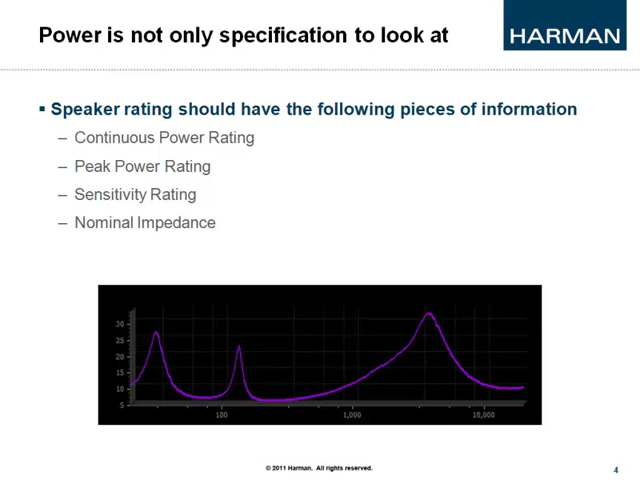 Power is not only specification to look at
HARMAN
▪ Speaker rating should have the following pieces of information
– Continuous Power Rating
– Peak Power Rating
– Sensitivity Rating
– Nominal Impedance
30
25
20
15
10
5
100 1,000 10,000
© 2011 Harman. All rights reserved.
4